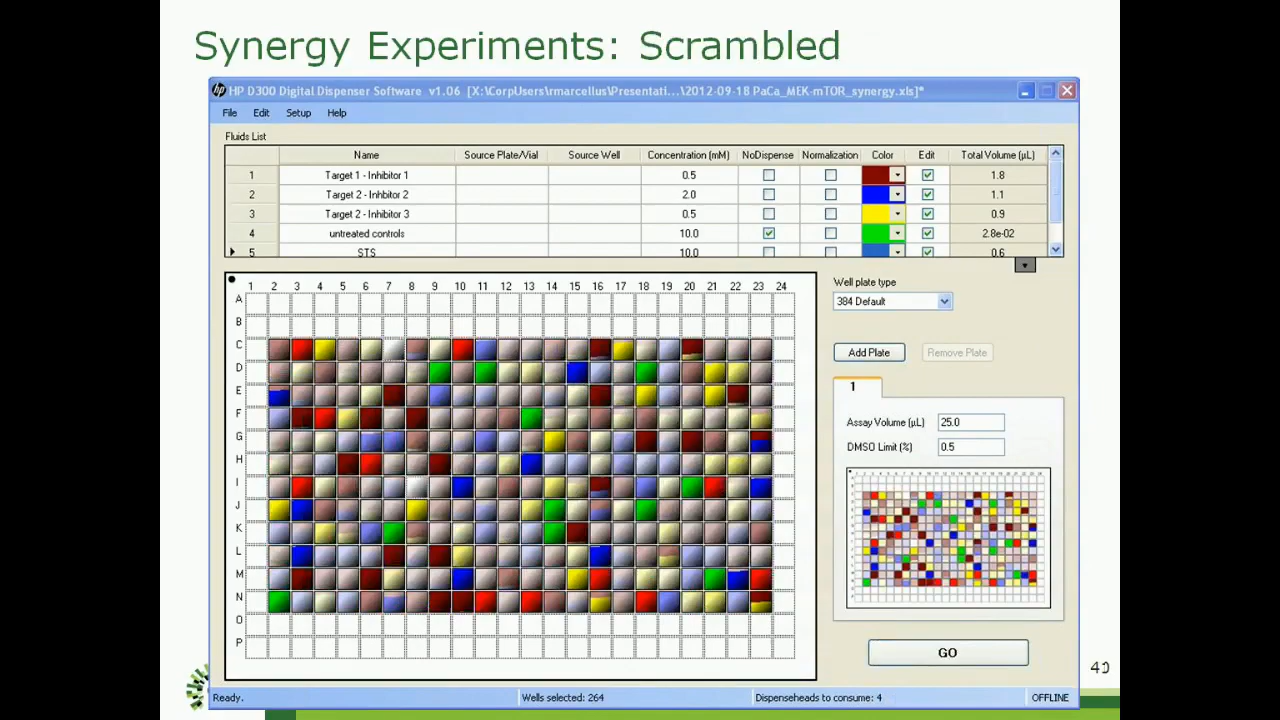 Synergy Experiments: Scrambled
HP D300 Digital Dispenser Software v1.06 [X:\CorpUsers\rmarcellus\Presentati...\2012-09-18 PaCa_MEK-mTOR_synergy.xls]*
File Edit Setup Help
Fluids List
Name Source Plate/Vial Source Well Concentration (mM) NoDispense Normalization Color Edit Total Volume (µL)
1 Target 1 - Inhibitor 1 0.5 1.8
2 Target 2 - Inhibitor 2 2.0 1.1
3 Target 2 - Inhibitor 3 0.5 0.9
4 untreated controls 10.0 2.8e-02
5 STS 10.0 0.6
1 2 3 4 5 6 7 8 9 10 11 12 13 14 15 16 17 18 19 20 21 22 23 24
A
B
C
D
E
F
G
H
I
J
K
L
M
N
O
P
Well plate type
384 Default
Add Plate Remove Plate
1
Assay Volume (µL) 25.0
DMSO Limit (%) 0.5
GO
Ready. Wells selected: 264 Dispenseheads to consume: 4 OFFLINE